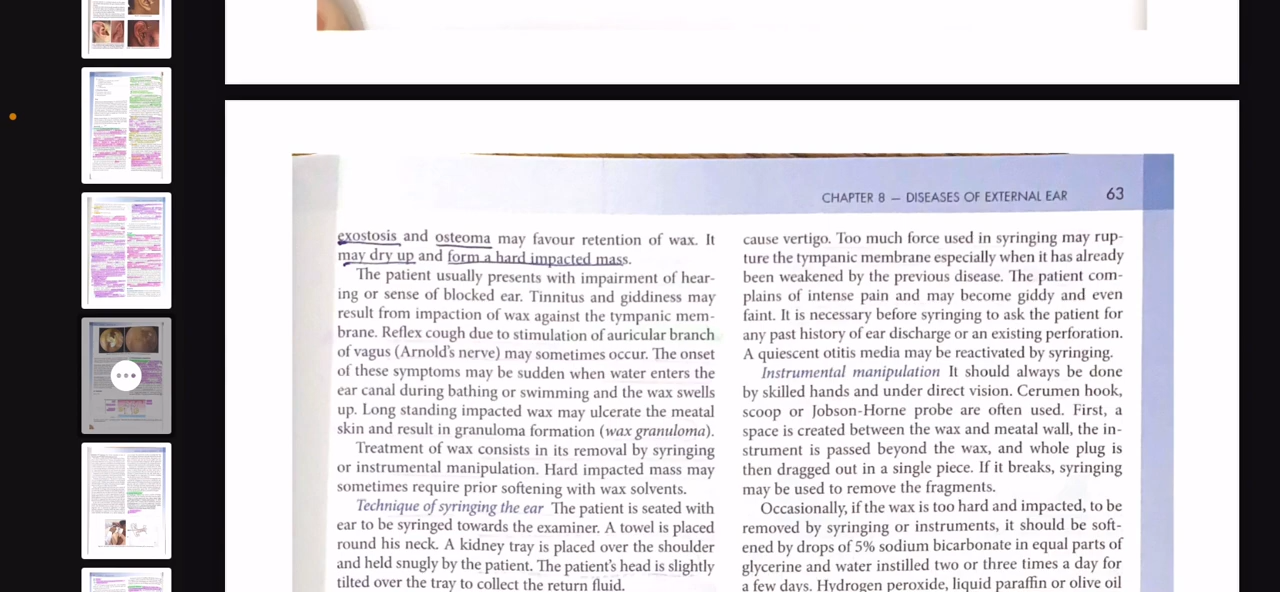 CHAPTER 8 — DISEASES OF EXTERNAL EAR 63
exostosis and osteoma may favour retention of wax. It
may dry up and form a hard impacted mass.
The patient usually presents with impairment of hear-
ing or sense of blocked ear. Tinnitus and giddiness may
result from impaction of wax against the tympanic mem-
brane. Reflex cough due to stimulation of auricular branch
of vagus (Arnold's nerve) may sometimes occur. The onset
of these symptoms may be sudden when water enters the
ear canal during bathing or swimming and the wax swells
up. Long standing impacted wax may ulcerate the meatal
skin and result in granuloma formation (wax granuloma).
Treatment of wax consists in its removal by syringing
or instrumental manipulation. Hard impacted mass may
sometimes require prior softening with wax solvents.
Technique of syringing the ear The patient is seated with
ear to be syringed towards the examiner. A towel is placed
round his neck. A kidney tray is placed over the shoulder
and held snugly by the patient. The patient's head is slightly
tilted over the tray to collect the return fluid.
cause vertigo. Too much force used in syringing may rup-
ture the tympanic membrane especially when it has already
been weakened by the previous disease. The patient com-
plains of intense pain and may become giddy and even
faint. It is necessary before syringing to ask the patient for
any past history of ear discharge or an existing perforation.
A quiescent otitis media may be reactivated by syringing.
Instrumental manipulation It should always be done
by skilled hands and under direct vision. Cerumen hook,
scoop or Jobson-Horne probe are often used. First, a
space is created between the wax and meatal wall, the in-
strument is passed beyond the wax, and whole plug is
then dragged out in a single piece. If it breaks, syringing
may be used to remove the fragments.
Occasionally, if the wax is too hard and impacted, to be
removed by syringing or instruments, it should be soft-
ened by drops of 5% sodium bicarbonate in equal parts of
glycerine and water instilled two or three times a day for
a few days. Hydrogen peroxide, liquid paraffin or olive oil